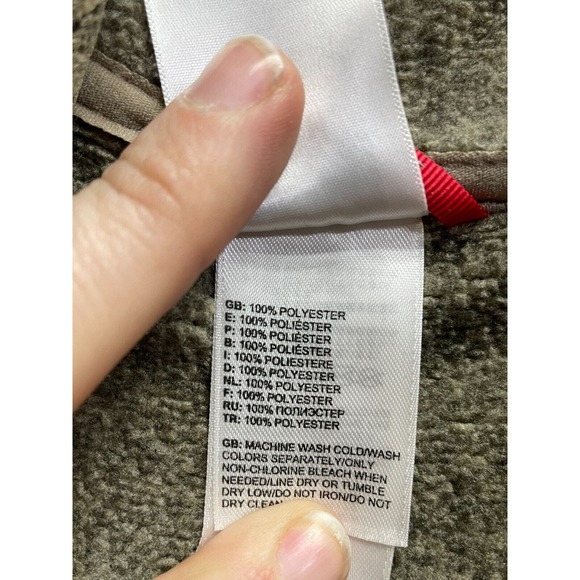 GB: 100% POLYESTER
E: 100% POLIÉSTER
P: 100% POLIÉSTER
B: 100% POLIÉSTER
I: 100% POLIESTERE
D: 100% POLYESTER
NL: 100% POLYESTER
F: 100% POLYESTER
RU: 100% ПОЛИЭСТЕР
TR: 100% POLYESTER
GB: MACHINE WASH COLD/WASH
COLORS SEPARATELY/ONLY
NON-CHLORINE BLEACH WHEN
NEEDED/LINE DRY OR TUMBLE
DRY LOW/DO NOT IRON/DO NOT
DRY CLEAN